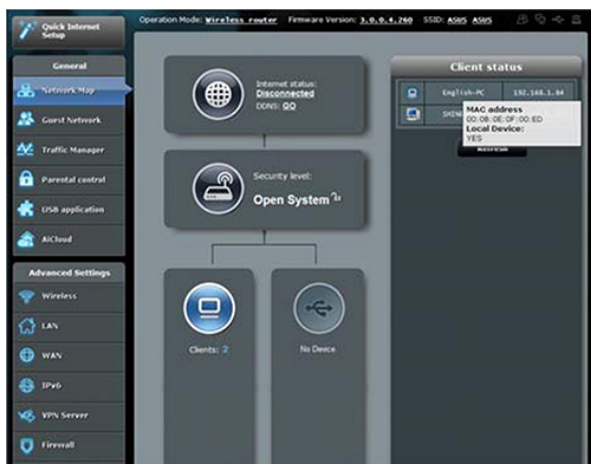 Quick Internet
Setup
Operation Mode: Wireless router Firmware Version: 3.0.0.4.260 SSID: ASUS ASUS
General
Network Map
Guest Network
Traffic Manager
Parental control
USB application
AiCloud
Advanced Settings
Wireless
LAN
WAN
IPv6
VPN Server
Firewall
Internet status:
Disconnected
DDNS: GO
Security level:
Open System
Clients: 2
No Device
Client status
English-PC 192.168.1.84
MAC address
00:0B:0E:0F:00:ED
Local Device:
YES